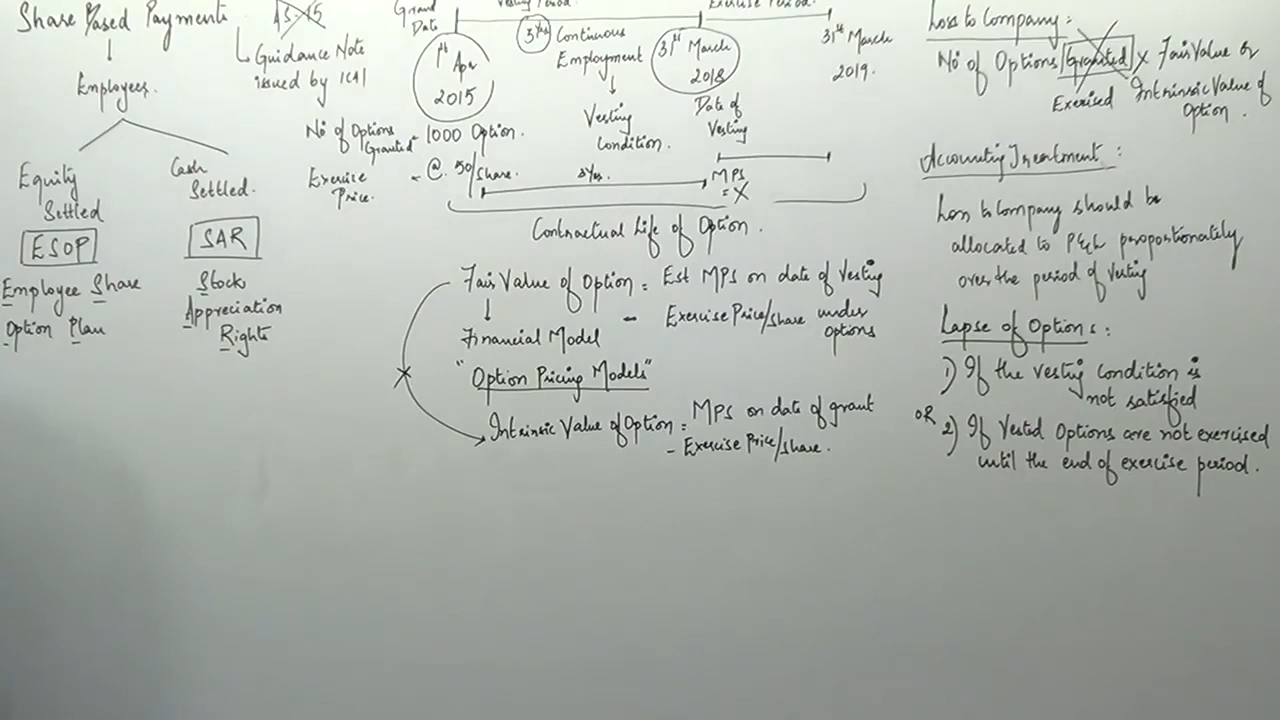 Share Based Payment
AS-15
Guidance Note
issued by ICAI
Employees.
Equity
Settled
ESOP
Employee Share
Option Plan
Cash
Settled.
SAR
Stock
Appreciation
Rights
Grand
Date
Vesting Period
Exercise Period
1st Apr
2015
3 Yrs
Continuous
Employment
Vesting
Condition.
31st March
2018
Date of
Vesting
31st March
2019.
No of Options
Granted = 1000 Option.
Exercise
Price. = @. 50/share.
3 Yrs.
MPS
= X
Contractual Life of Option.
Fair Value of Option = Est MPS on date of Vesting
- Exercise Price/share under
options
Financial Model
"Option Pricing Models"
Intrinsic Value of Option = MPS on date of grant
- Exercise Price/share.
Loss to Company:
No of Options Granted x Fair Value or
Exerised Intrinsic Value of
Option.
Accounting Treatment:
Loss to Company should be
allocated to P&L propostionately
over the period of vesting
Lapse of Options:
1) If the vesting condition is
not satisfied
OR
2) If Vested Options are not exercised
until the end of exercise period.